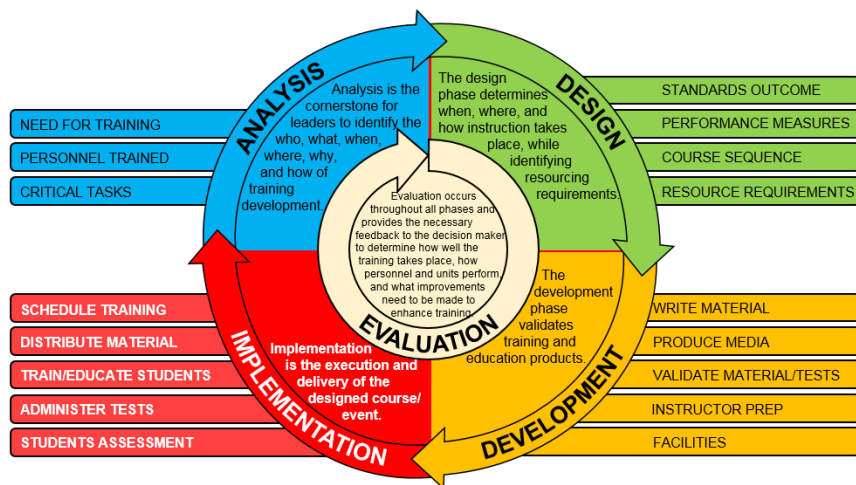 ANALYSIS
Analysis is the
cornerstone for
leaders to identify the
who, what, when,
where, why,
and how of
training
development.
NEED FOR TRAINING
PERSONNEL TRAINED
CRITICAL TASKS
DESIGN
The design
phase determines
when, where, and
how instruction takes
place, while
identifying
resourcing
requirements.
STANDARDS OUTCOME
PERFORMANCE MEASURES
COURSE SEQUENCE
RESOURCE REQUIREMENTS
Evaluation occurs
throughout all phases and
provides the necessary
feedback to the decision maker
to determine how well the
training takes place, how
personnel and units perform,
and what improvements
need to be made to
enhance training.
EVALUATION
The
development
phase
validates
training and
education products.
DEVELOPMENT
WRITE MATERIAL
PRODUCE MEDIA
VALIDATE MATERIAL/TESTS
INSTRUCTOR PREP
FACILITIES
SCHEDULE TRAINING
DISTRIBUTE MATERIAL
TRAIN/EDUCATE STUDENTS
ADMINISTER TESTS
STUDENTS ASSESSMENT
IMPLEMENTATION
Implementation
is the execution and
delivery of the
designed course/
event.